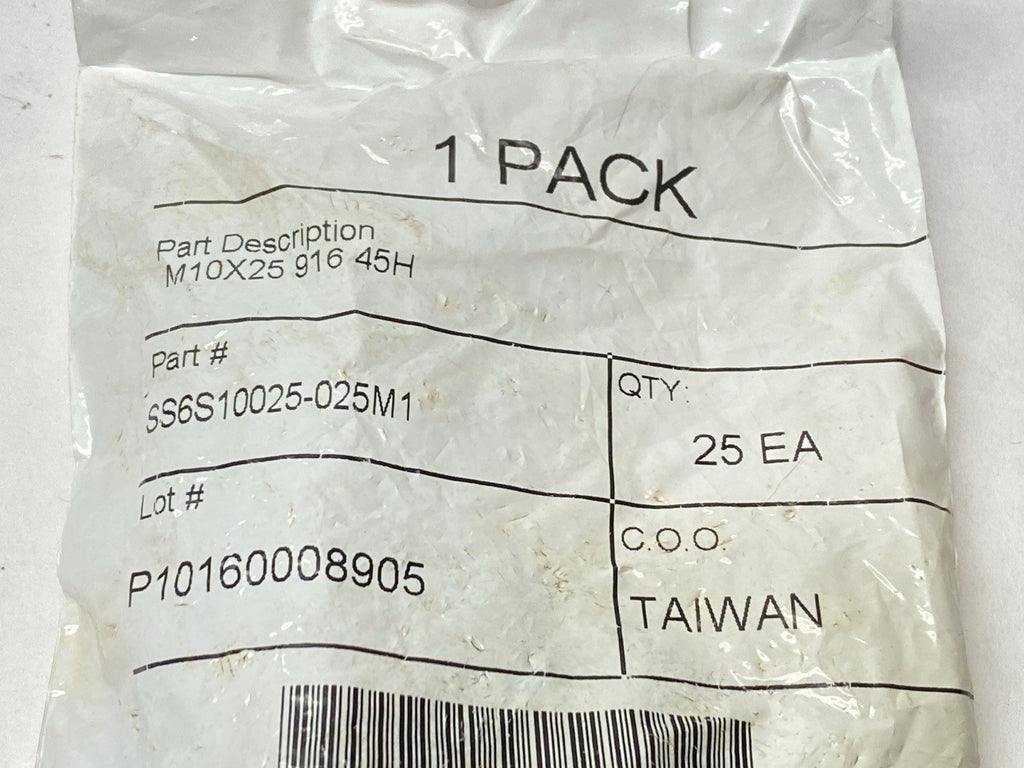 1 PACK
Part Description
M10X25 916 45H
Part #
SS6S10025-025M1
QTY:
25 EA
Lot #
P10160008905
C.O.O.
TAIWAN